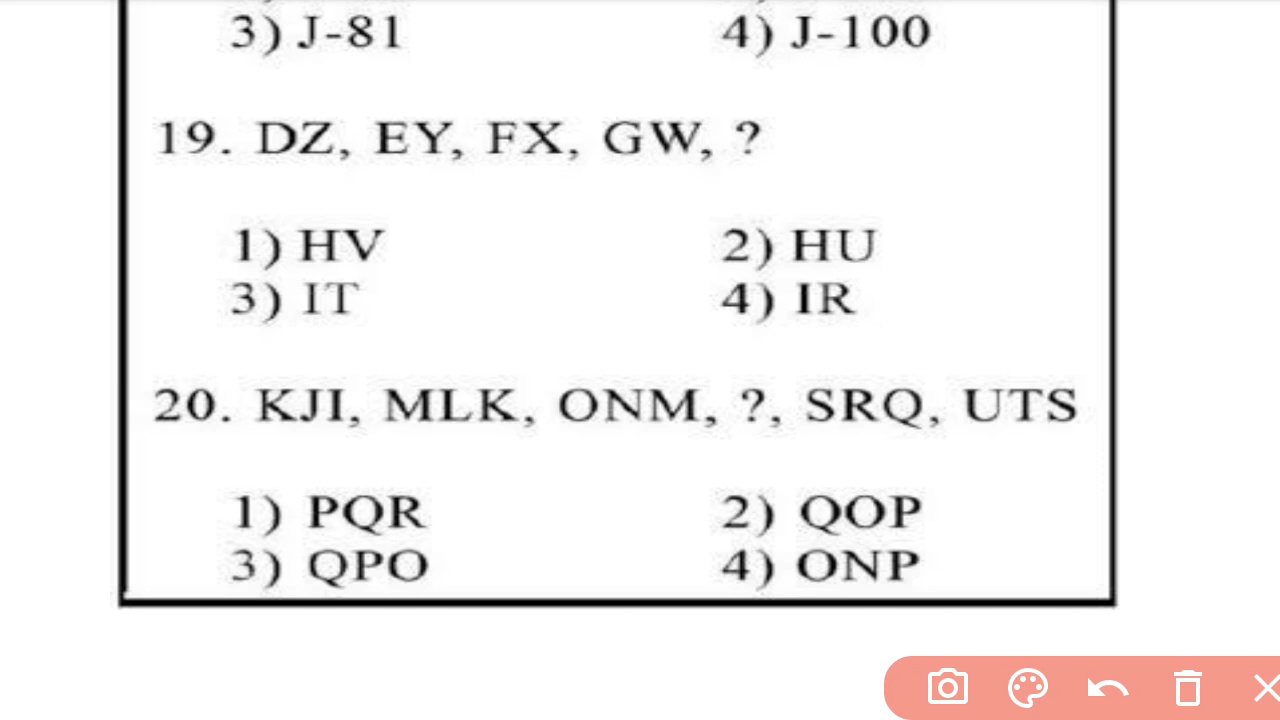 3) J-81 4) J-100
19. DZ, EY, FX, GW, ?
1) HV 2) HU
3) IT 4) IR
20. KJI, MLK, ONM, ?, SRQ, UTS
1) PQR 2) QOP
3) QPO 4) ONP